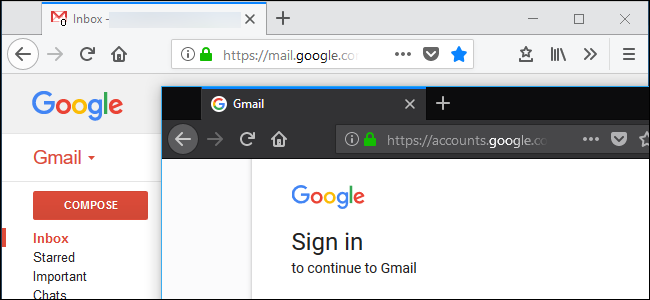 Inbox -
https://mail.google.co
Google
Gmail
COMPOSE
Inbox
Starred
Important
Chats
Gmail
https://accounts.google.co
Google
Sign in
to continue to Gmail